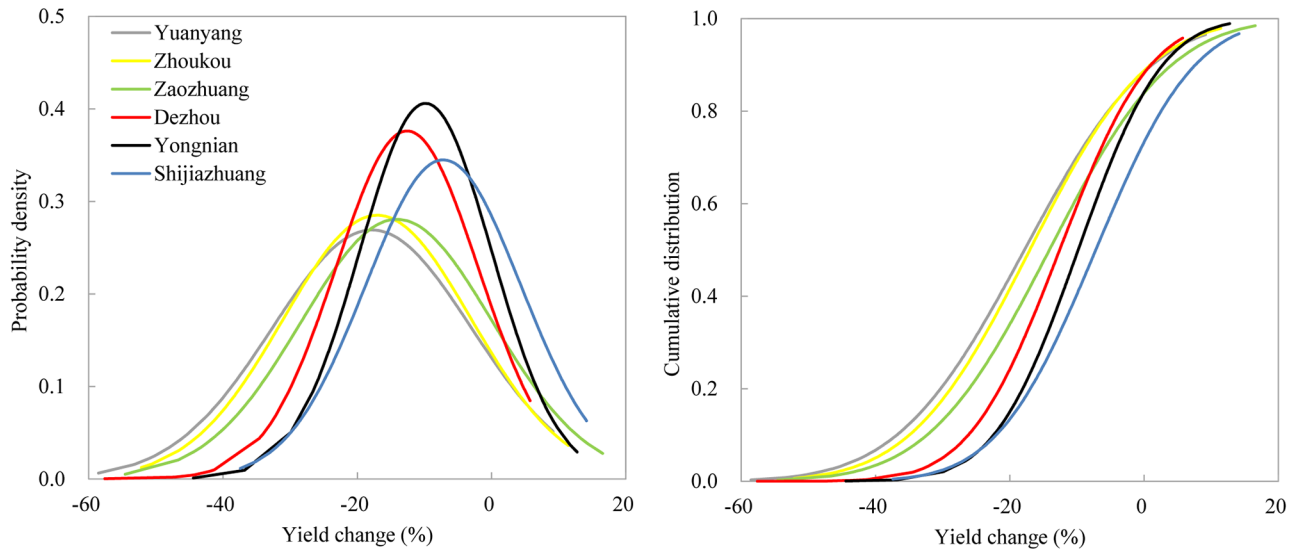 0.5
0.4
0.3
0.2
0.1
0.0
Probability density
Yuanyang
Zhoukou
Zaozhuang
Dezhou
Yongnian
Shijiazhuang
-60
-40
-20
0
20
Yield change (%)
1.0
0.8
0.6
0.4
0.2
0.0
Cumulative distribution
-60
-40
-20
0
20
Yield change (%)